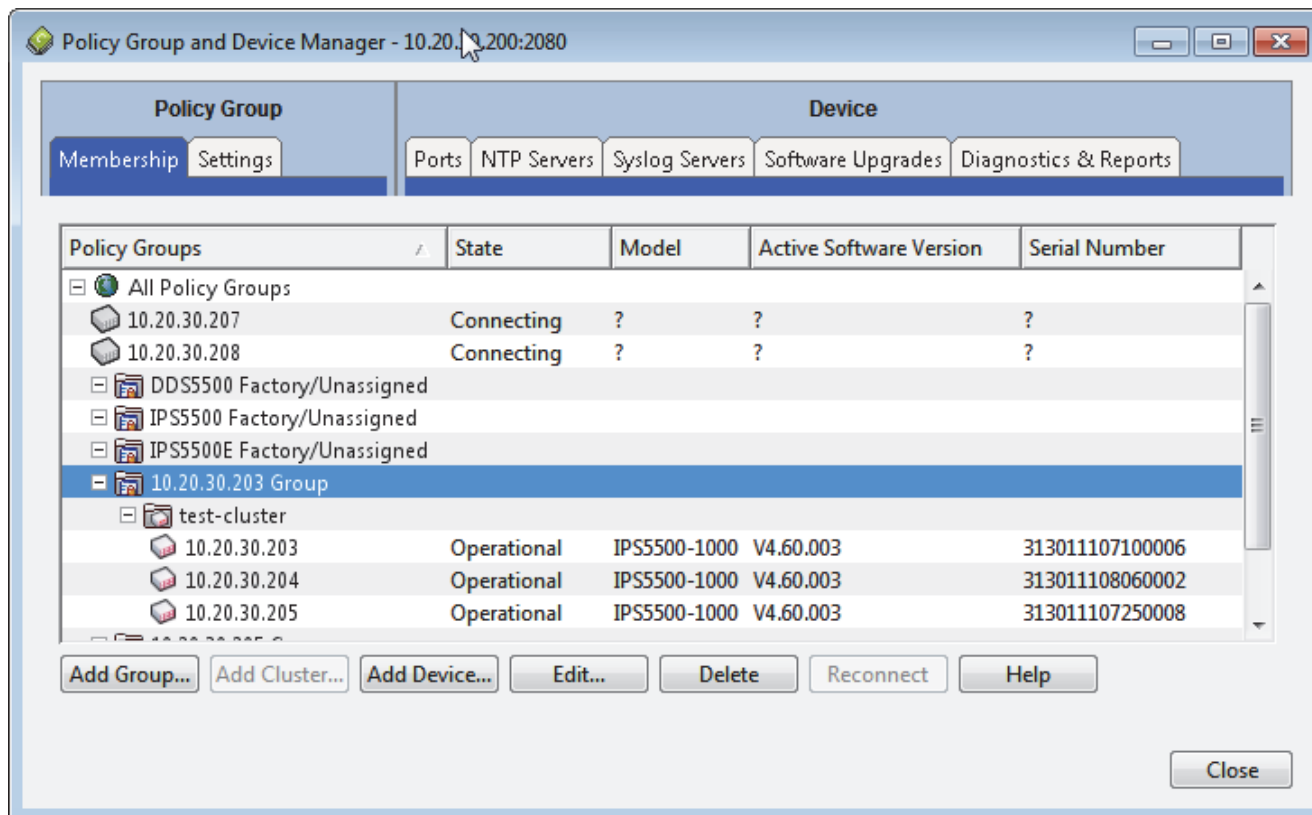 Policy Group and Device Manager - 10.20. .200:2080
Policy Group Device
Membership Settings Ports NTP Servers Syslog Servers Software Upgrades Diagnostics & Reports
Policy Groups State Model Active Software Version Serial Number
All Policy Groups
10.20.30.207 Connecting ? ? ?
10.20.30.208 Connecting ? ? ?
DDS5500 Factory/Unassigned
IPS5500 Factory/Unassigned
IPS5500E Factory/Unassigned
10.20.30.203 Group
test-cluster
10.20.30.203 Operational IPS5500-1000 V4.60.003 313011107100006
10.20.30.204 Operational IPS5500-1000 V4.60.003 313011108060002
10.20.30.205 Operational IPS5500-1000 V4.60.003 313011107250008
Add Group... Add Cluster... Add Device... Edit... Delete Reconnect Help
Close